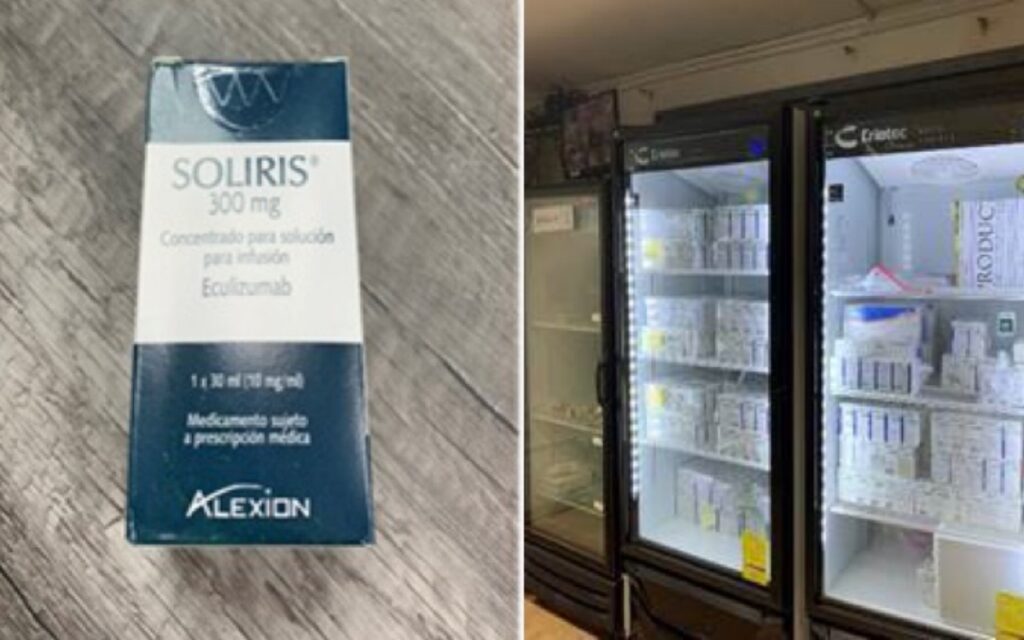 SOLIRIS®
300 mg
Concentrado para solución
para infusión
Eculizumab
1 x 30 ml (10 mg/ml)
Medicamento sujeto
a prescripción médica
ALEXION
Criotec
Criotec
PRODUCT